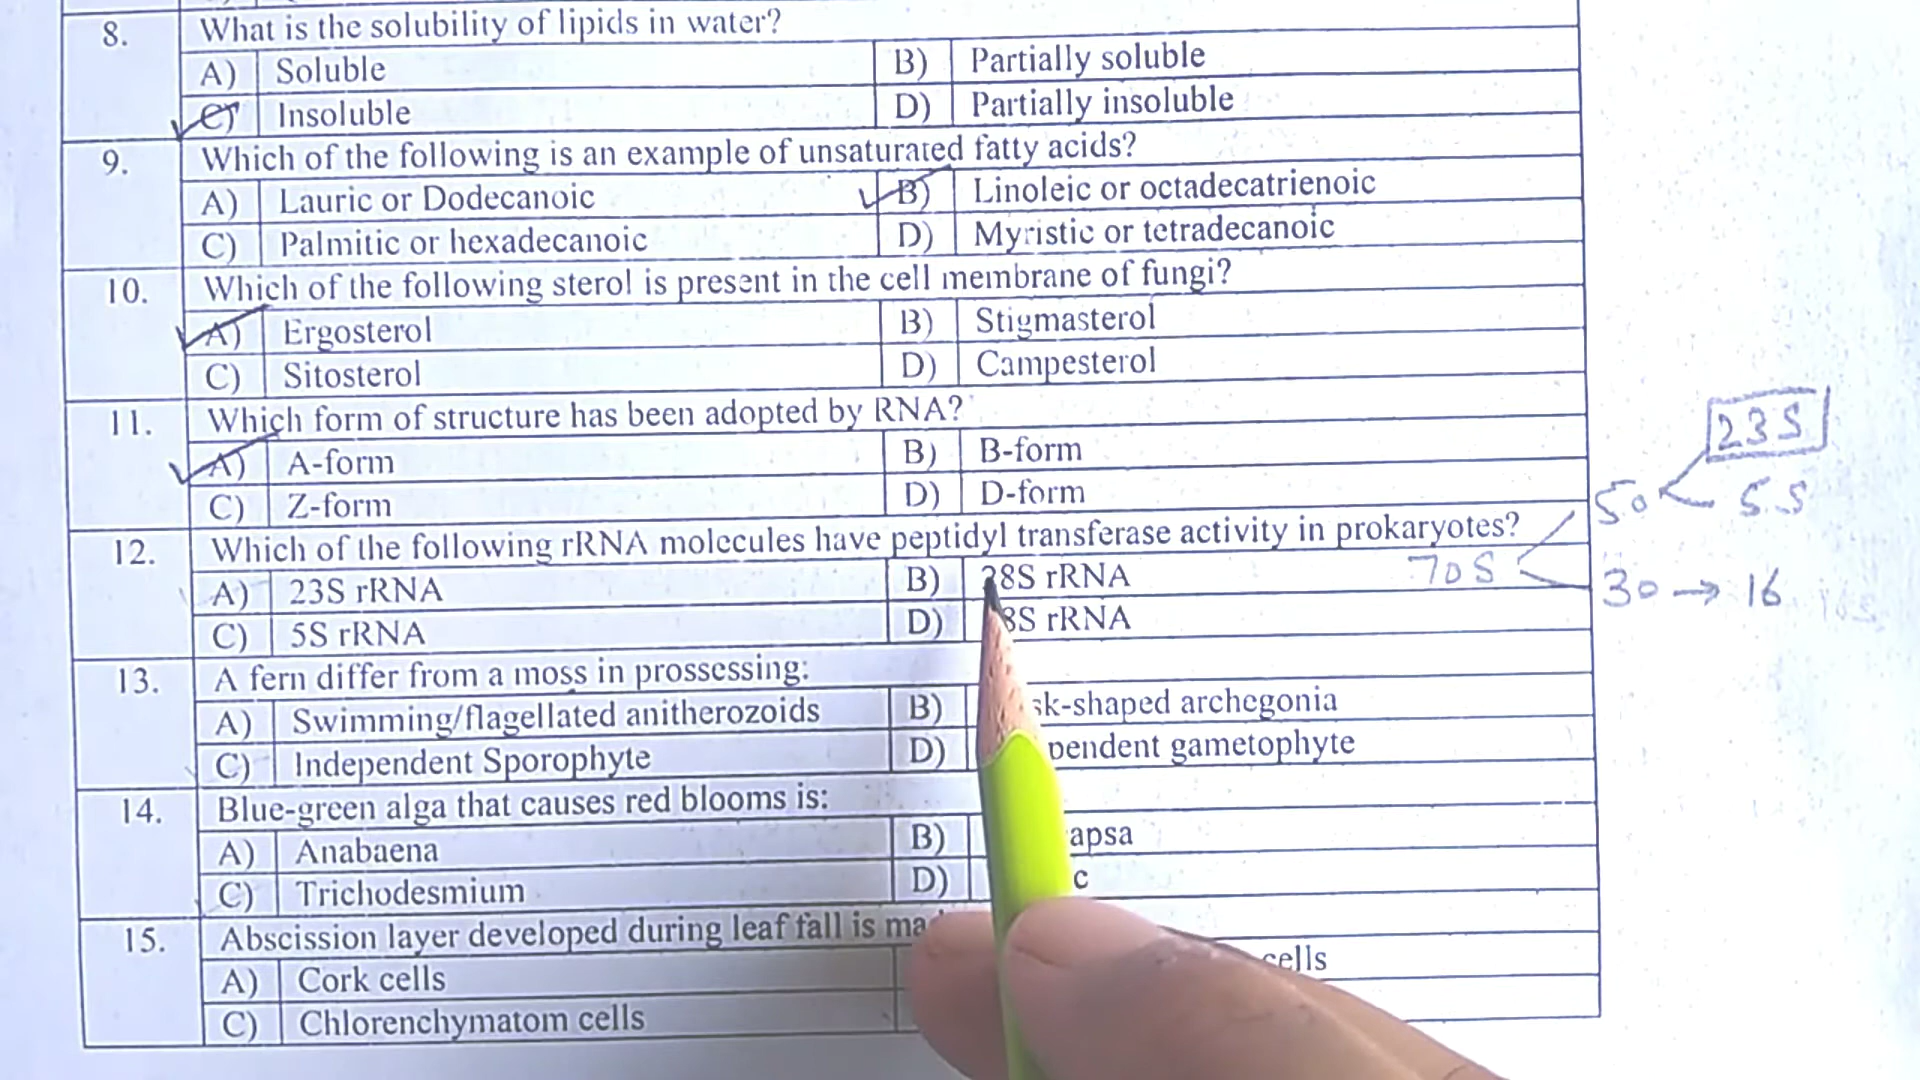 8. What is the solubility of lipids in water?
A) Soluble B) Partially soluble
C) Insoluble D) Partially insoluble
9. Which of the following is an example of unsaturated fatty acids?
A) Lauric or Dodecanoic B) Linoleic or octadecatrienoic
C) Palmitic or hexadecanoic D) Myristic or tetradecanoic
10. Which of the following sterol is present in the cell membrane of fungi?
A) Ergosterol B) Stigmasterol
C) Sitosterol D) Campesterol
11. Which form of structure has been adopted by RNA?
A) A-form B) B-form
C) Z-form D) D-form
23S
50 5S
12. Which of the following rRNA molecules have peptidyl transferase activity in prokaryotes?
A) 23S rRNA B) 28S rRNA
70S 30 → 16 16S
C) 5S rRNA D) 8S rRNA
13. A fern differ from a moss in prossessing:
A) Swimming/flagellated anitherozoids B) sk-shaped archegonia
C) Independent Sporophyte D) pendent gametophyte
14. Blue-green alga that causes red blooms is:
A) Anabaena B) apsa
C) Trichodesmium D) c
15. Abscission layer developed during leaf fall is ma
A) Cork cells cells
C) Chlorenchymatom cells